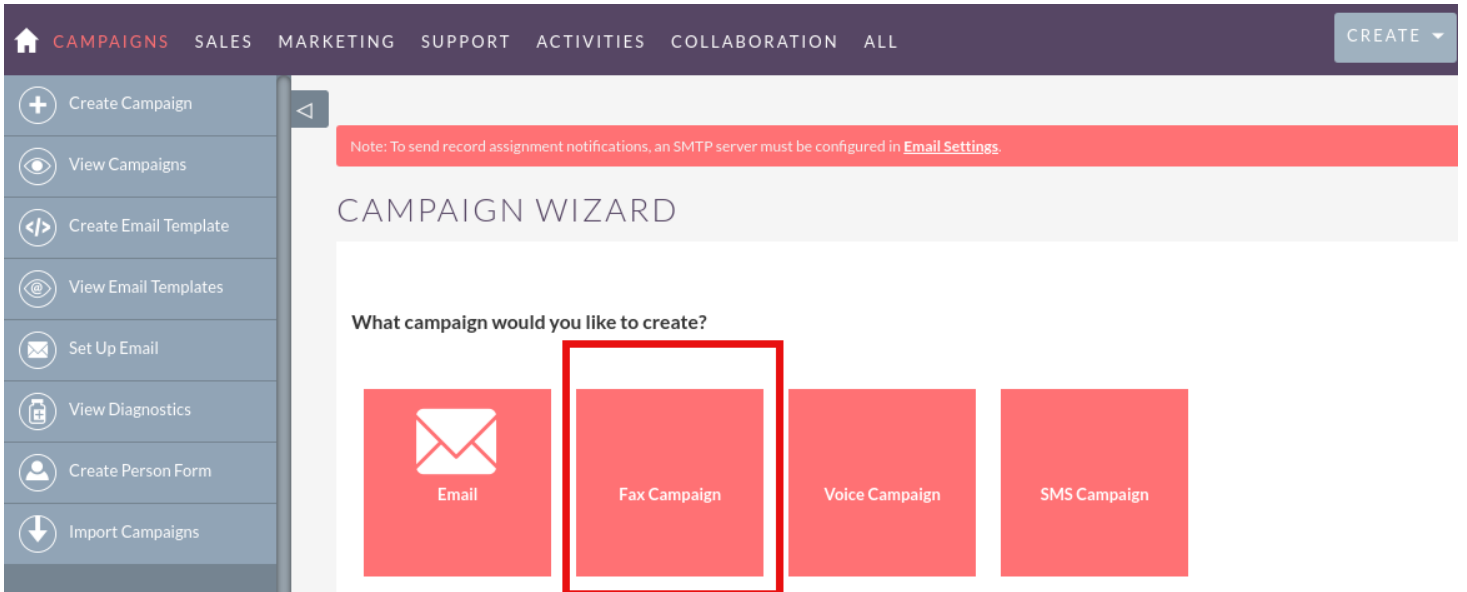 CAMPAIGNS SALES MARKETING SUPPORT ACTIVITIES COLLABORATION ALL CREATE
Create Campaign
View Campaigns
Create Email Template
View Email Templates
Set Up Email
View Diagnostics
Create Person Form
Import Campaigns
Note: To send record assignment notifications, an SMTP server must be configured in Email Settings.
CAMPAIGN WIZARD
What campaign would you like to create?
Email Fax Campaign Voice Campaign SMS Campaign